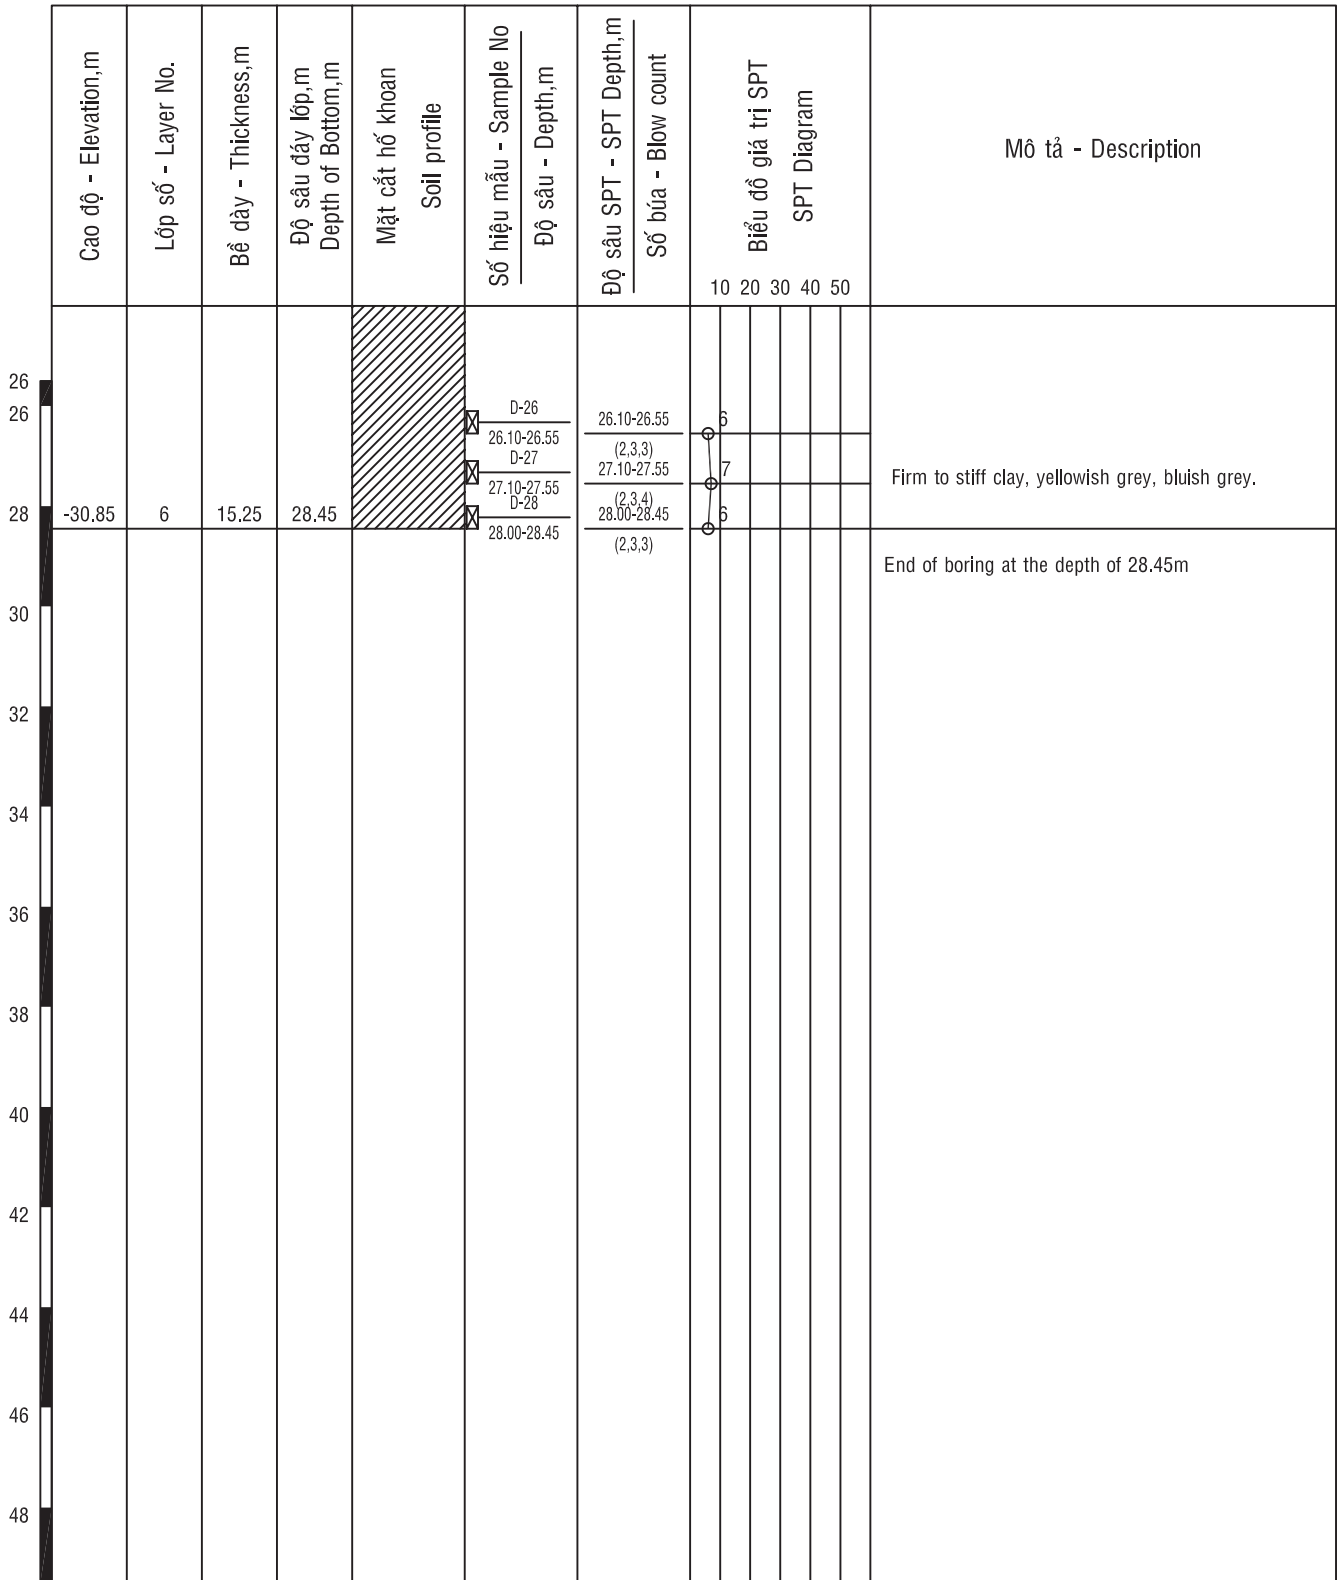 Cao độ - Elevation,m
Lớp số - Layer No.
Bề dày - Thickness,m
Độ sâu đáy lớp,m
Depth of Bottom,m
Mặt cắt hố khoan
Soil profile
Số hiệu mẫu - Sample No
Độ sâu - Depth,m
Độ sâu SPT - SPT Depth,m
Số búa - Blow count
Biểu đồ giá trị SPT
SPT Diagram
10 20 30 40 50
Mô tả - Description
26
26
D-26
26.10-26.55
26.10-26.55
(2,3,3)
6
D-27
27.10-27.55
27.10-27.55
(2,3,4)
7
Firm to stiff clay, yellowish grey, bluish grey.
28
-30.85
6
15.25
28.45
D-28
28.00-28.45
28.00-28.45
(2,3,3)
6
End of boring at the depth of 28.45m
30
32
34
36
38
40
42
44
46
48